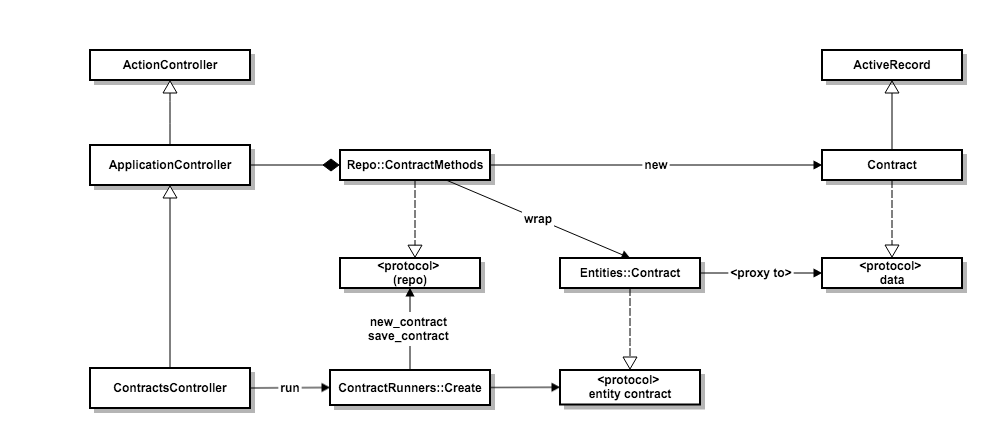 ActionController
ActiveRecord
ApplicationController
Repo::ContractMethods
new
Contract
wrap
<protocol>
(repo)
Entities::Contract
<proxy to>
<protocol>
data
new_contract
save_contract
ContractsController
run
ContractRunners::Create
<protocol>
entity contract